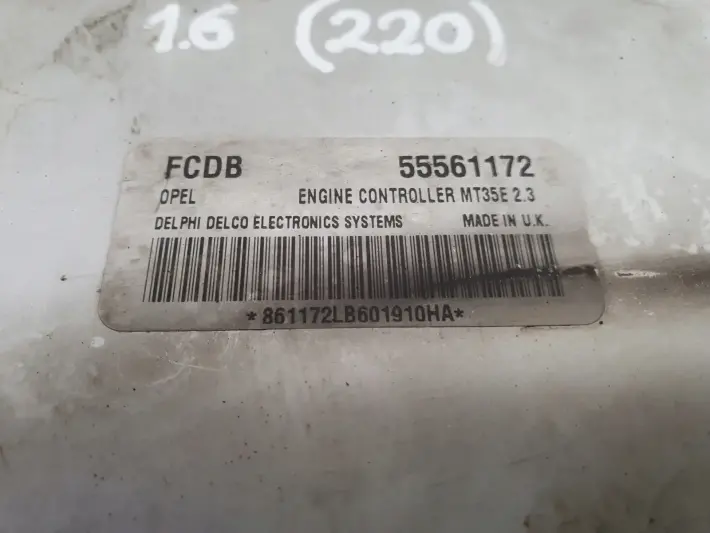 1.6 (220)
FCDB 55561172
OPEL ENGINE CONTROLLER MT35E 2.3
DELPHI DELCO ELECTRONICS SYSTEMS MADE IN U.K.
*861172LB601910HA*